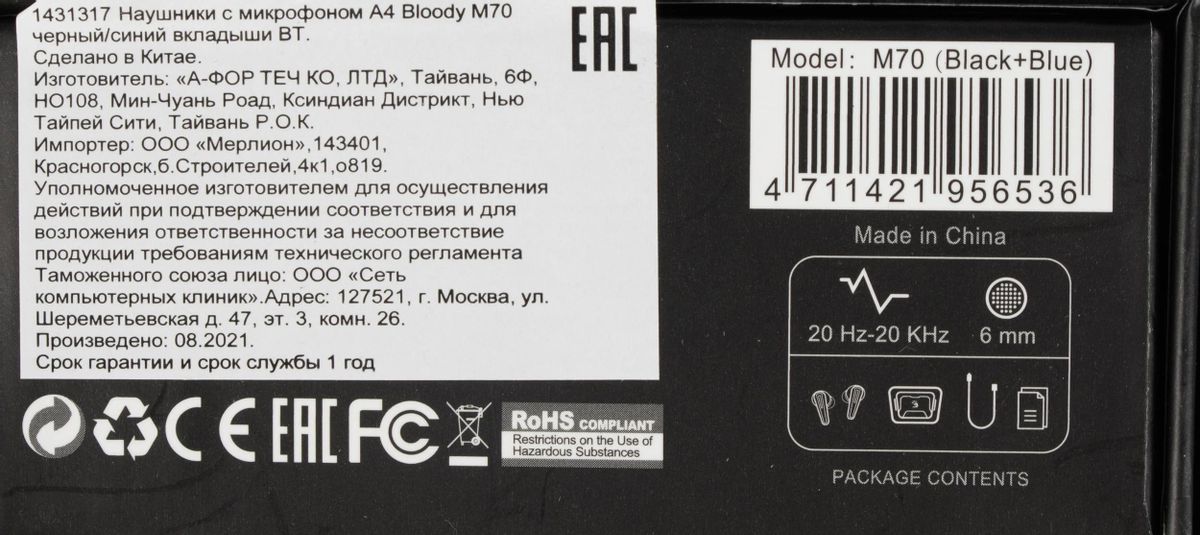 1431317 Наушники с микрофоном A4 Bloody M70
черный/синий вкладыши BT.
Сделано в Китае.
Изготовитель: «А-ФОР ТЕЧ КО, ЛТД», Тайвань, 6Ф,
НО108, Мин-Чуань Роад, Ксиндиан Дистрикт, Нью
Тайпей Сити, Тайвань Р.О.К.
Импортер: ООО «Мерлион»,143401,
Красногорск,б.Строителей,4к1,о819.
Уполномоченное изготовителем для осуществления
действий при подтверждении соответствия и для
возложения ответственности за несоответствие
продукции требованиям технического регламента
Таможенного союза лицо: ООО «Сеть
компьютерных клиник».Адрес: 127521, г. Москва, ул.
Шереметьевская д. 47, эт. 3, комн. 26.
Произведено: 08.2021.
Срок гарантии и срок службы 1 год
EAC
Model: M70 (Black+Blue)
4 711421 956536
Made in China
20 Hz-20 KHz 6 mm
PACKAGE CONTENTS
CE EAC FC
RoHS COMPLIANT
Restrictions on the Use of
Hazardous Substances